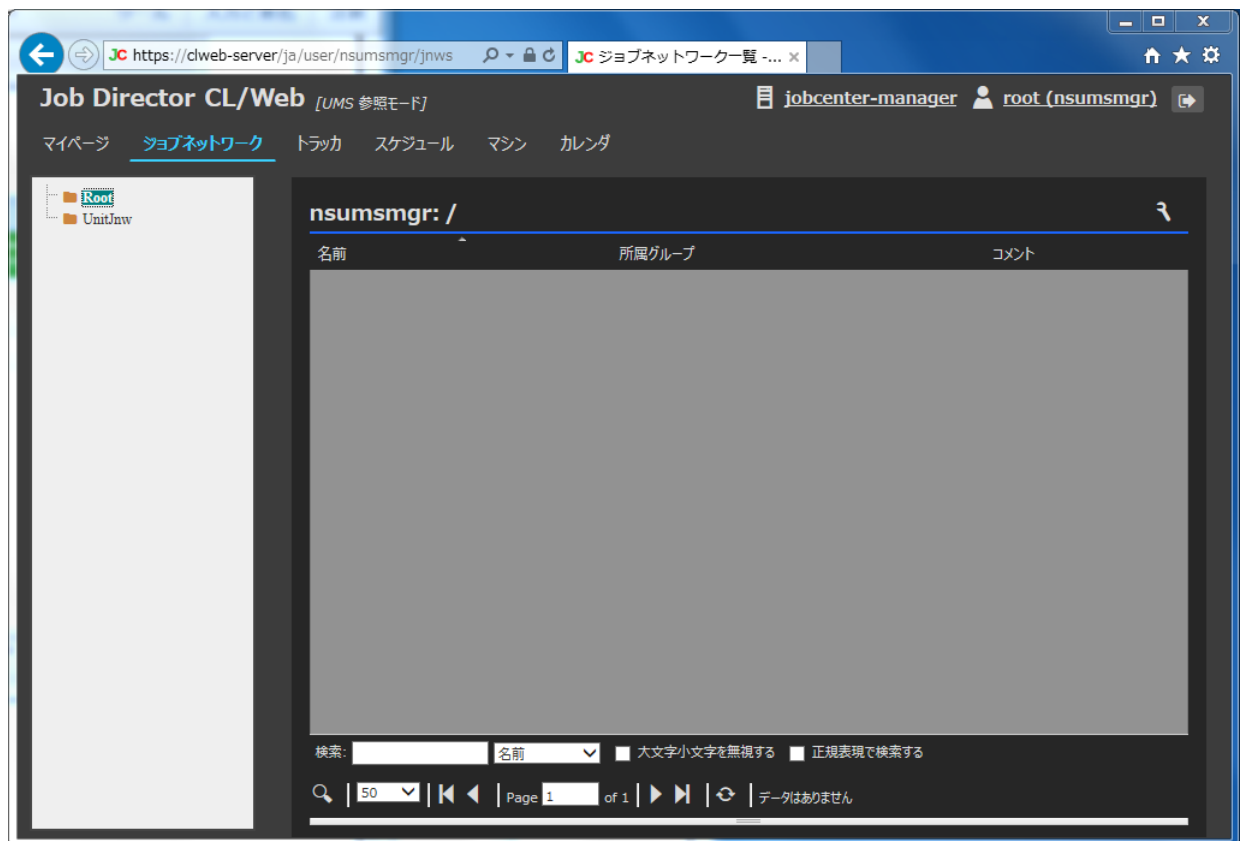 https://clweb-server/ja/user/nsumsmgr/jnws
JC ジョブネットワーク一覧 -... ×
Job Director CL/Web [UMS 参照モード]
jobcenter-manager root (nsumsmgr)
マイページ ジョブネットワーク トラッカ スケジュール マシン カレンダ
Root
UnitJnw
nsumsmgr: /
名前 所属グループ コメント
検索: 名前 大文字小文字を無視する 正規表現で検索する
50 Page 1 of 1 データはありません